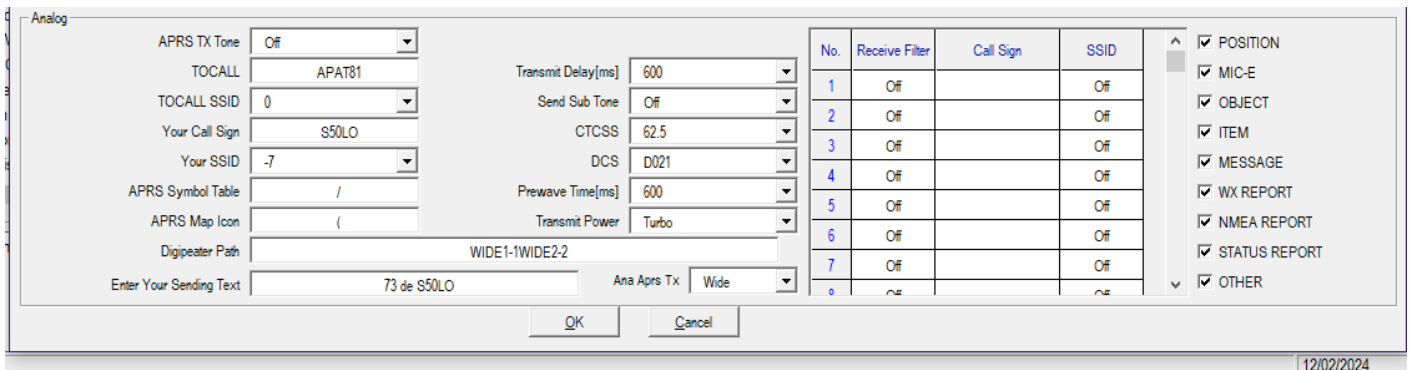 Analog
APRS TX Tone Off
TOCALL APAT81 Transmit Delay[ms] 600
TOCALL SSID 0 Send Sub Tone Off
Your Call Sign S50LO CTCSS 62.5
Your SSID -7 DCS D021
APRS Symbol Table / Prewave Time[ms] 600
APRS Map Icon ( Transmit Power Turbo
Digipeater Path WIDE1-1WIDE2-2
Enter Your Sending Text 73 de S50LO Ana Aprs Tx Wide
No. Receive Filter Call Sign SSID
1 Off Off
2 Off Off
3 Off Off
4 Off Off
5 Off Off
6 Off Off
7 Off Off
8 Off Off
POSITION
MIC-E
OBJECT
ITEM
MESSAGE
WX REPORT
NMEA REPORT
STATUS REPORT
OTHER
OK Cancel
12/02/2024